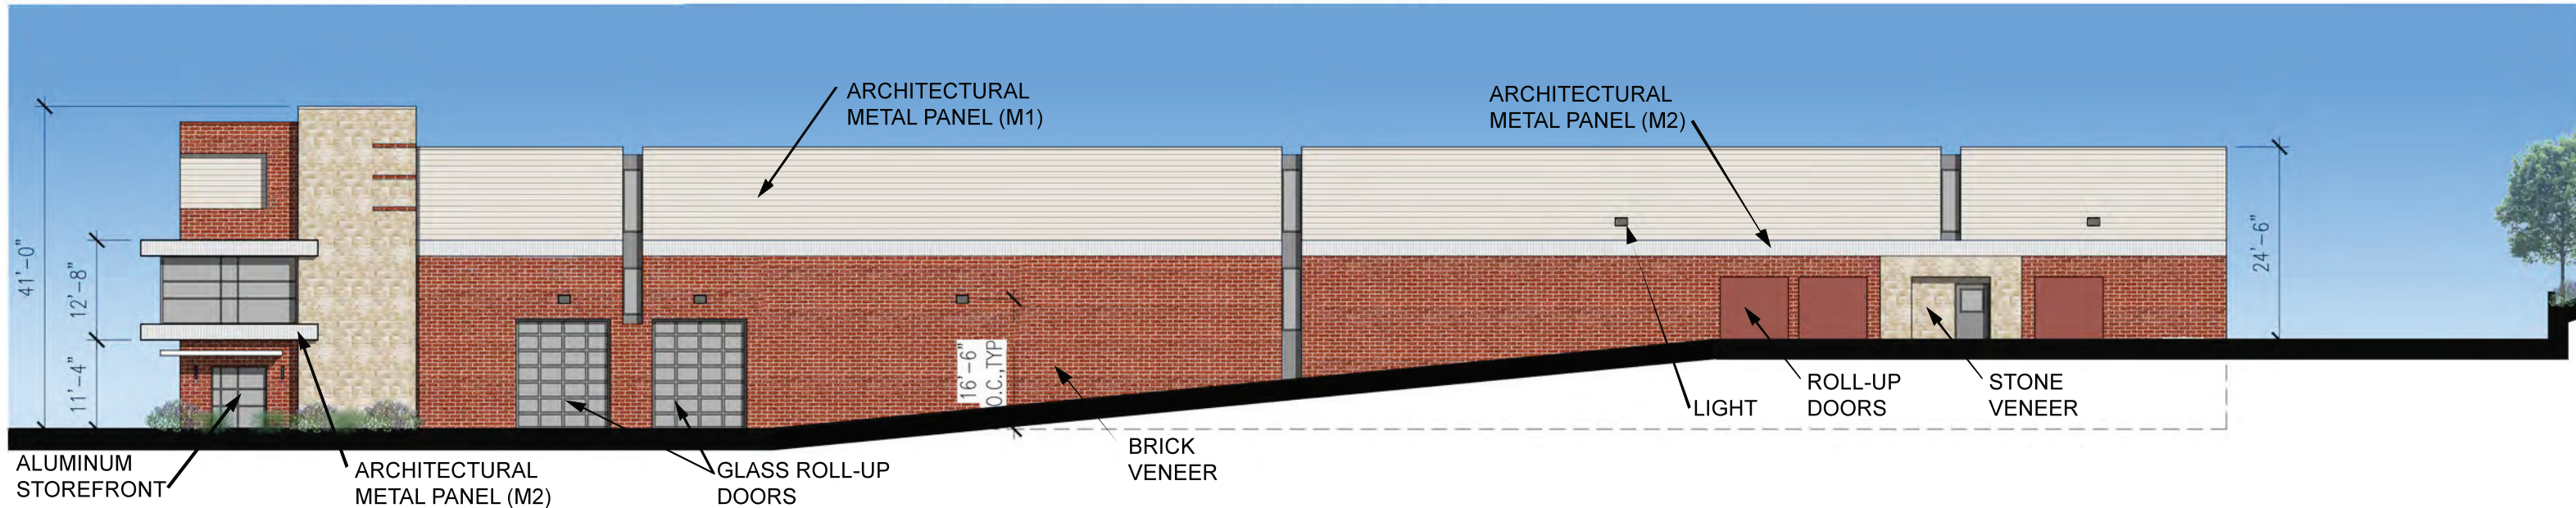 ARCHITECTURAL
METAL PANEL (M1)
ARCHITECTURAL
METAL PANEL (M2)
41'-0"
12'-8"
11'-4"
24'-6"
16'-6"
O.C.,TYP
ROLL-UP
DOORS
STONE
VENEER
LIGHT
BRICK
VENEER
ALUMINUM
STOREFRONT
ARCHITECTURAL
METAL PANEL (M2)
GLASS ROLL-UP
DOORS